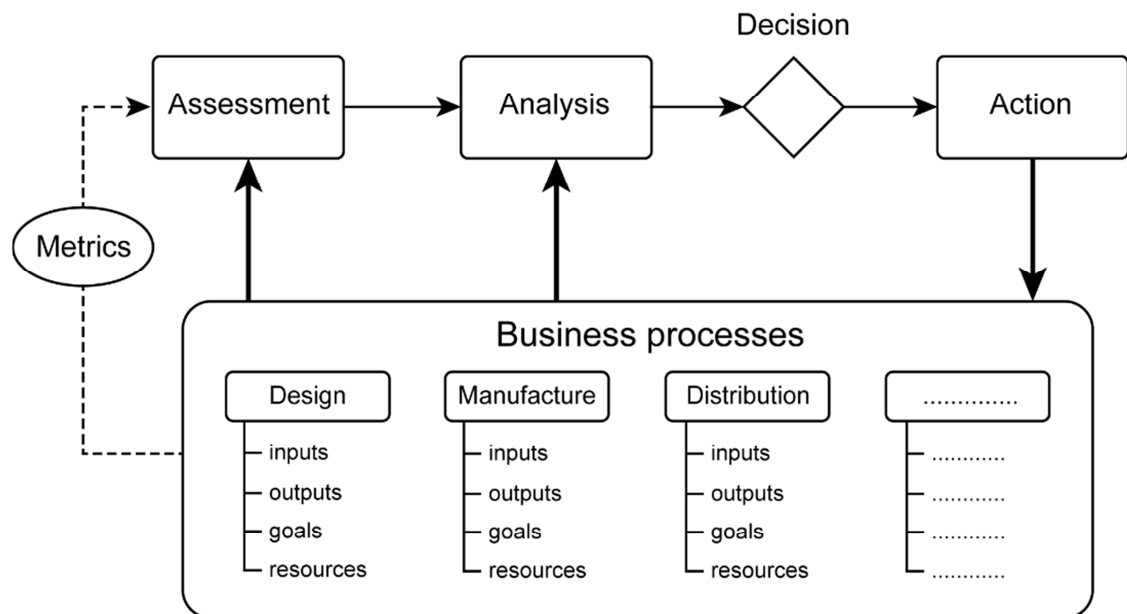 Decision
Assessment
Analysis
Action
Metrics
Business processes
Design
inputs
outputs
goals
resources
Manufacture
inputs
outputs
goals
resources
Distribution
inputs
outputs
goals
resources
..............
............
............
............
............